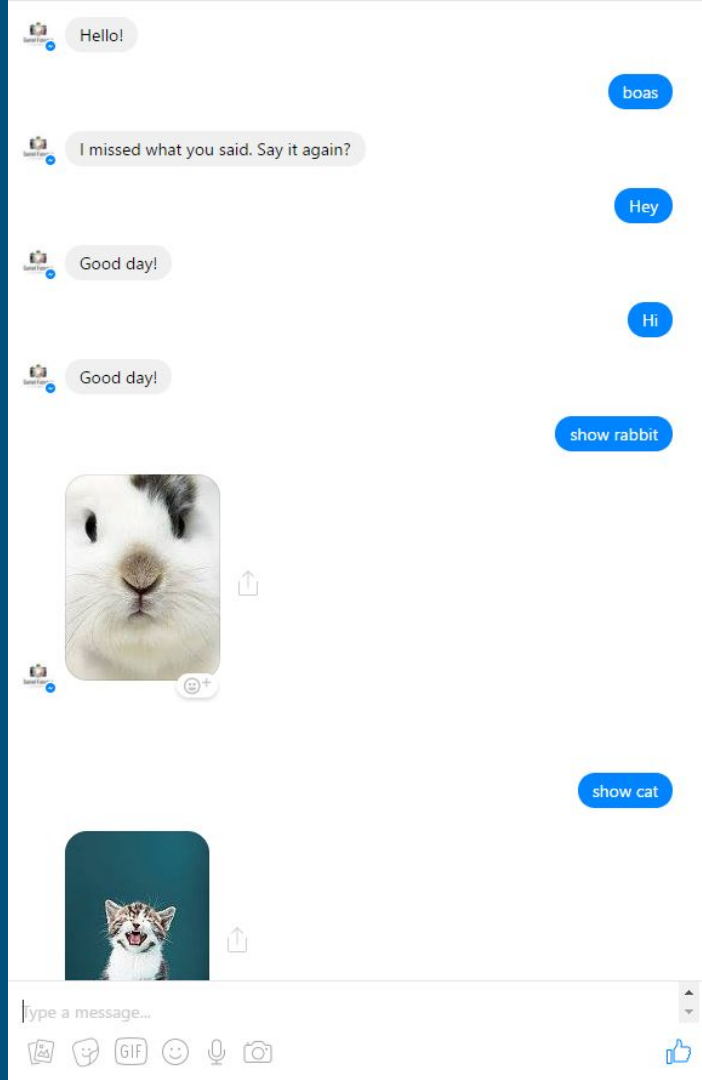 Hello!
boas
I missed what you said. Say it again?
Hey
Good day!
Hi
Good day!
show rabbit
show cat
Type a message...
GIF